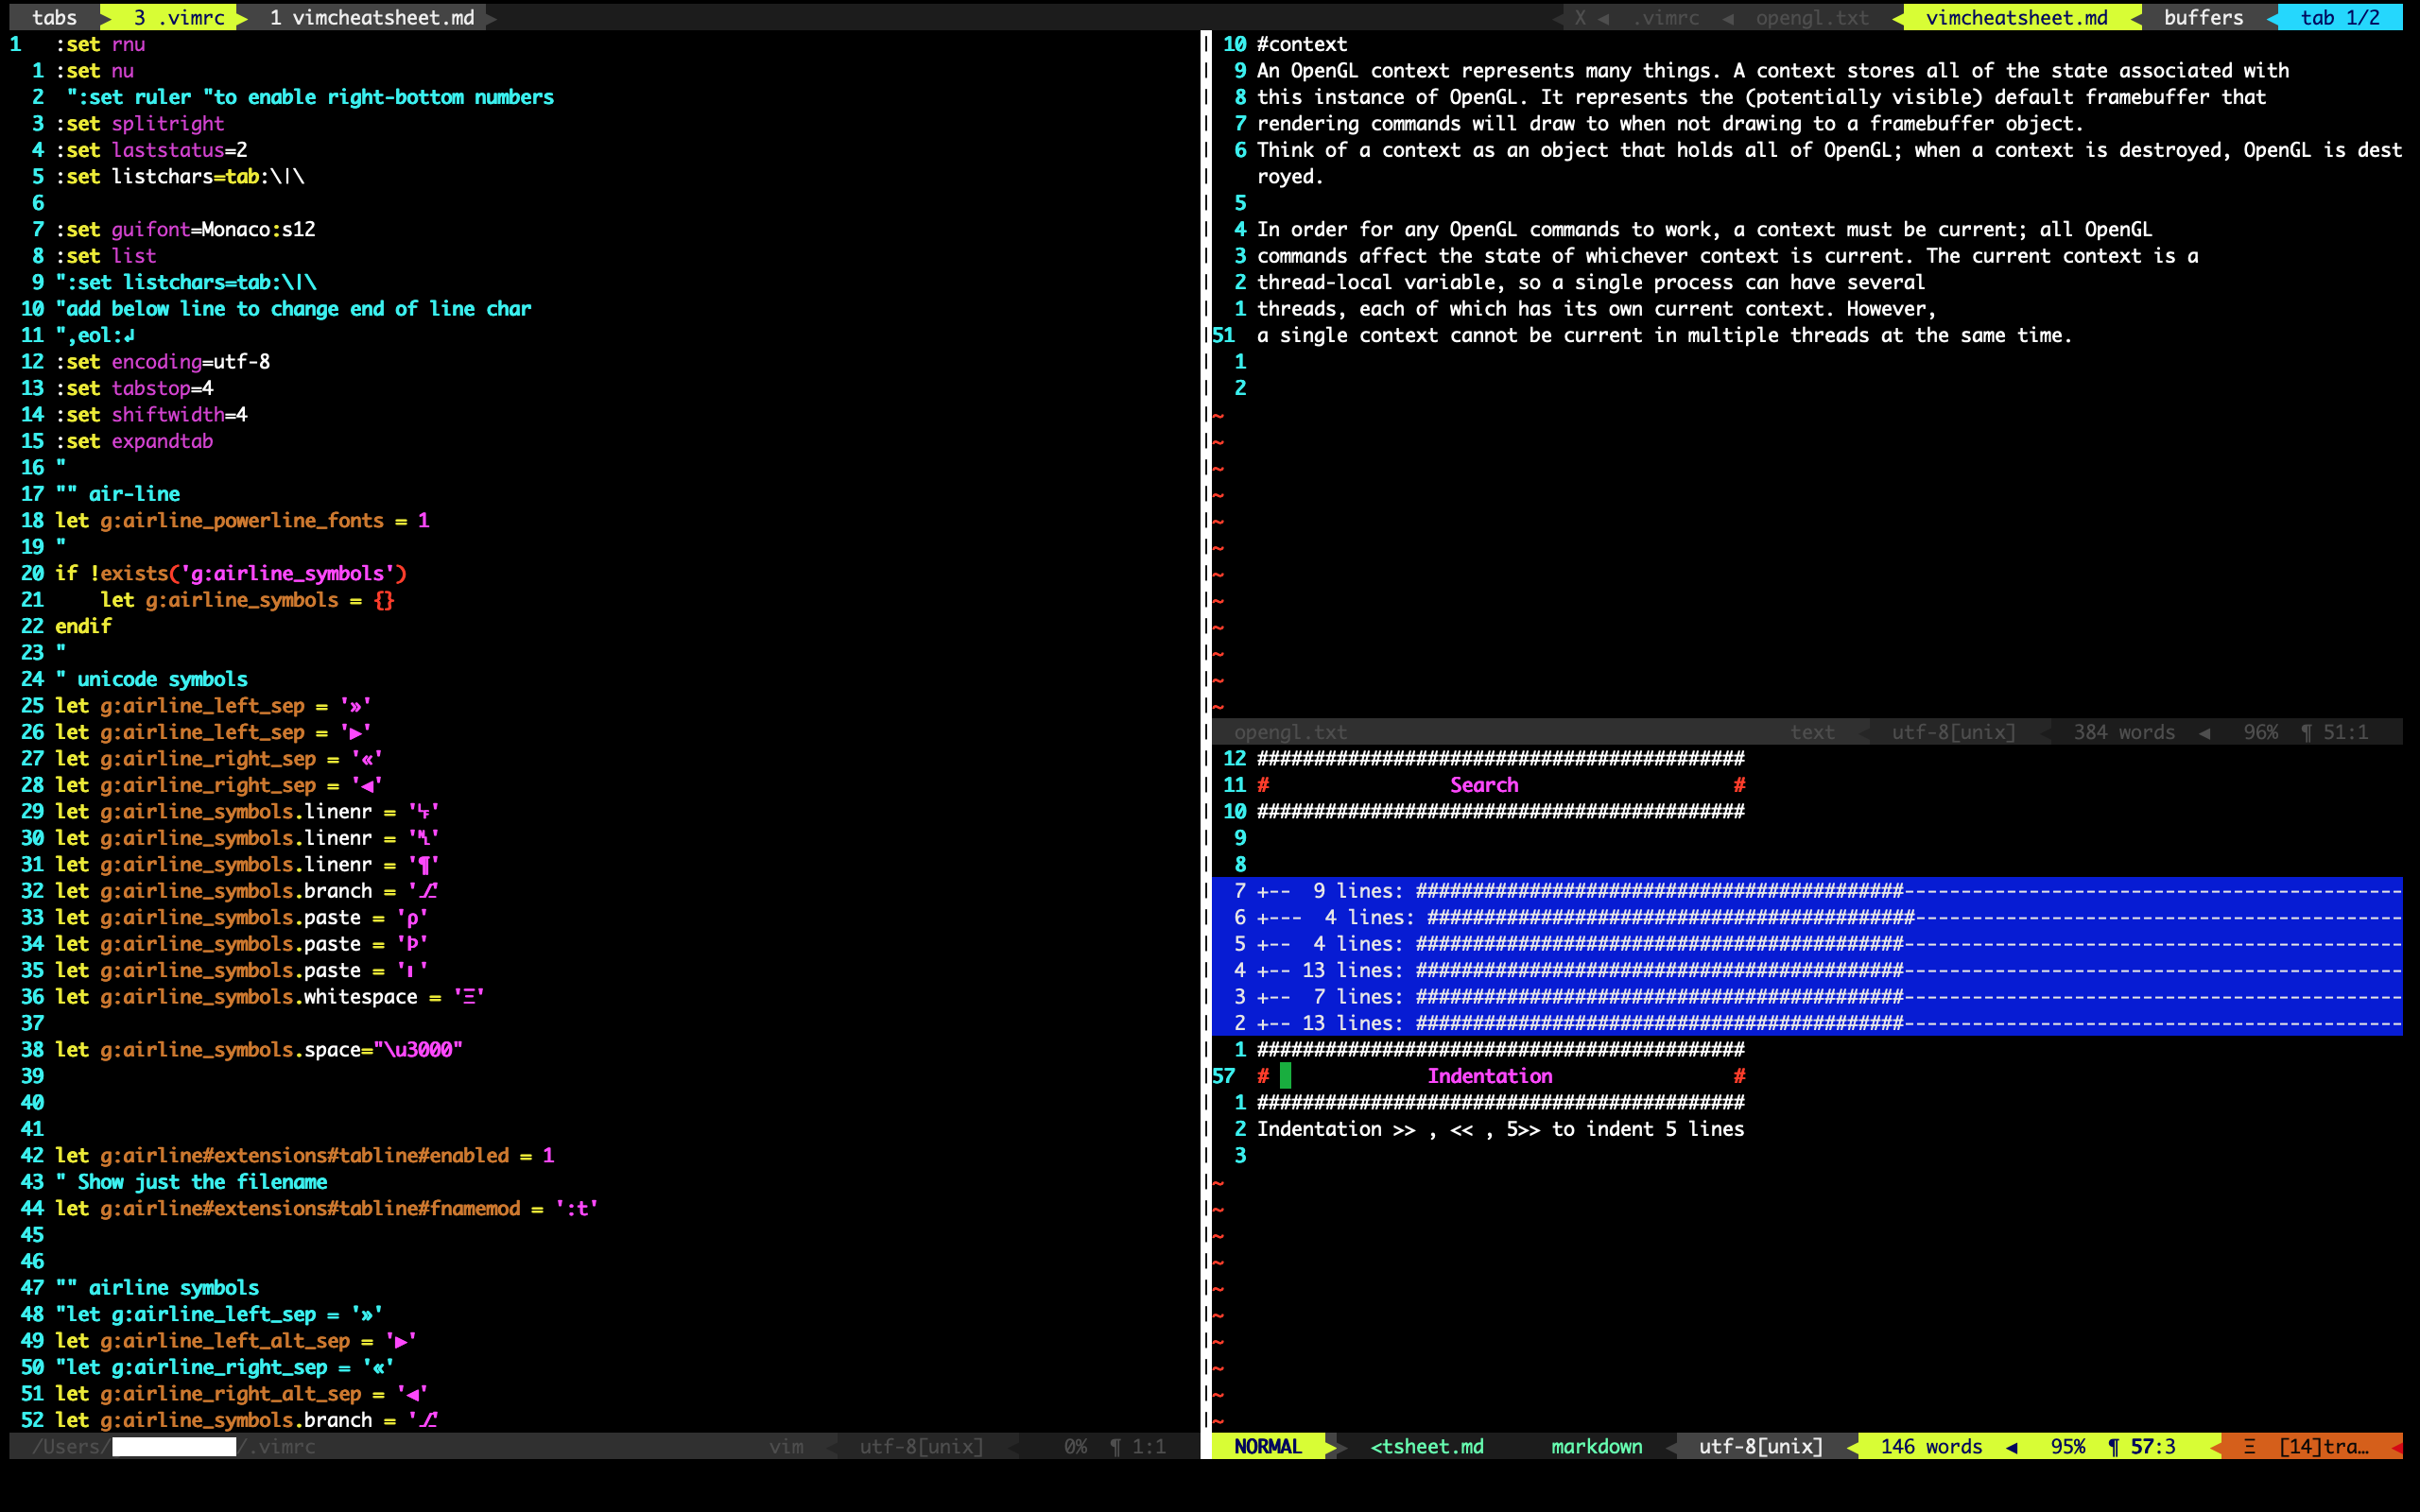 tabs 3 .vimrc 1 vimcheatsheet.md X ◀ .vimrc ◀ opengl.txt vimcheatsheet.md buffers tab 1/2
1 :set rnu
1 :set nu
2 ":set ruler "to enable right-bottom numbers
3 :set splitright
4 :set laststatus=2
5 :set listchars=tab:\|\
6
7 :set guifont=Monaco:s12
8 :set list
9 ":set listchars=tab:\|\
10 "add below line to change end of line char
11 ",eol:↲
12 :set encoding=utf-8
13 :set tabstop=4
14 :set shiftwidth=4
15 :set expandtab
16 "
17 "" air-line
18 let g:airline_powerline_fonts = 1
19 "
20 if !exists('g:airline_symbols')
21 let g:airline_symbols = {}
22 endif
23 "
24 " unicode symbols
25 let g:airline_left_sep = '»'
26 let g:airline_left_sep = '▶'
27 let g:airline_right_sep = '«'
28 let g:airline_right_sep = '◀'
29 let g:airline_symbols.linenr = '␊'
30 let g:airline_symbols.linenr = '␤'
31 let g:airline_symbols.linenr = '¶'
32 let g:airline_symbols.branch = '⎇'
33 let g:airline_symbols.paste = 'ρ'
34 let g:airline_symbols.paste = 'Þ'
35 let g:airline_symbols.paste = '∥'
36 let g:airline_symbols.whitespace = 'Ξ'
37
38 let g:airline_symbols.space="\u3000"
39
40
41
42 let g:airline#extensions#tabline#enabled = 1
43 " Show just the filename
44 let g:airline#extensions#tabline#fnamemod = ':t'
45
46
47 "" airline symbols
48 "let g:airline_left_sep = '»'
49 let g:airline_left_alt_sep = '▶'
50 "let g:airline_right_sep = '«'
51 let g:airline_right_alt_sep = '◀'
52 let g:airline_symbols.branch = '⎇'
/Users/ /.vimrc vim utf-8[unix] 0% ¶ 1:1
10 #context
9 An OpenGL context represents many things. A context stores all of the state associated with
8 this instance of OpenGL. It represents the (potentially visible) default framebuffer that
7 rendering commands will draw to when not drawing to a framebuffer object.
6 Think of a context as an object that holds all of OpenGL; when a context is destroyed, OpenGL is dest
royed.
5
4 In order for any OpenGL commands to work, a context must be current; all OpenGL
3 commands affect the state of whichever context is current. The current context is a
2 thread-local variable, so a single process can have several
1 threads, each of which has its own current context. However,
51 a single context cannot be current in multiple threads at the same time.
1
2
~
~
~
~
~
~
~
~
~
~
~
~
opengl.txt text utf-8[unix] 384 words ◀ 96% ¶ 51:1
12 ###########################################
11 # Search #
10 ###########################################
9
8
7 +-- 9 lines: ###########################################--------------------------------------------
6 +--- 4 lines: ###########################################-------------------------------------------
5 +-- 4 lines: ###########################################--------------------------------------------
4 +-- 13 lines: ###########################################--------------------------------------------
3 +-- 7 lines: ###########################################--------------------------------------------
2 +-- 13 lines: ###########################################--------------------------------------------
1 ###########################################
57 # Indentation #
1 ###########################################
2 Indentation >> , << , 5>> to indent 5 lines
3
~
~
~
~
~
~
~
~
~
~
NORMAL <tsheet.md markdown utf-8[unix] 146 words ◀ 95% ¶ 57:3 Ξ [14]tra…